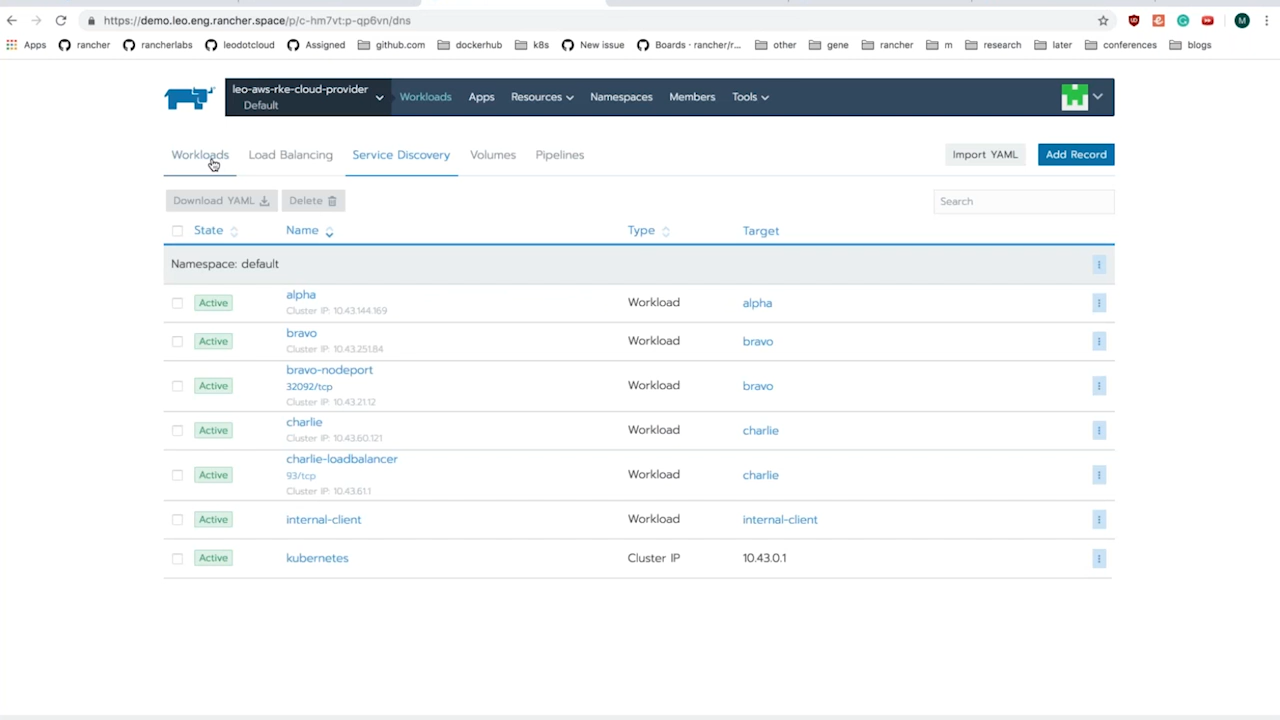 https://demo.leo.eng.rancher.space/p/c-hm7vt:p-qp6vn/dns
M
Apps rancher rancherlabs leodotcloud Assigned github.com dockerhub k8s New issue Boards · rancher/r... other gene rancher m research later conferences blogs
leo-aws-rke-cloud-provider
Default
Workloads Apps Resources Namespaces Members Tools
Workloads Load Balancing Service Discovery Volumes Pipelines Import YAML Add Record
Download YAML Delete Search
State Name Type Target
Namespace: default
Active alpha Workload alpha
Cluster IP: 10.43.144.169
Active bravo Workload bravo
Cluster IP: 10.43.251.84
Active bravo-nodeport Workload bravo
32092/tcp
Cluster IP: 10.43.21.12
Active charlie Workload charlie
Cluster IP: 10.43.60.121
Active charlie-loadbalancer Workload charlie
93/tcp
Cluster IP: 10.43.61.1
Active internal-client Workload internal-client
Active kubernetes Cluster IP 10.43.0.1